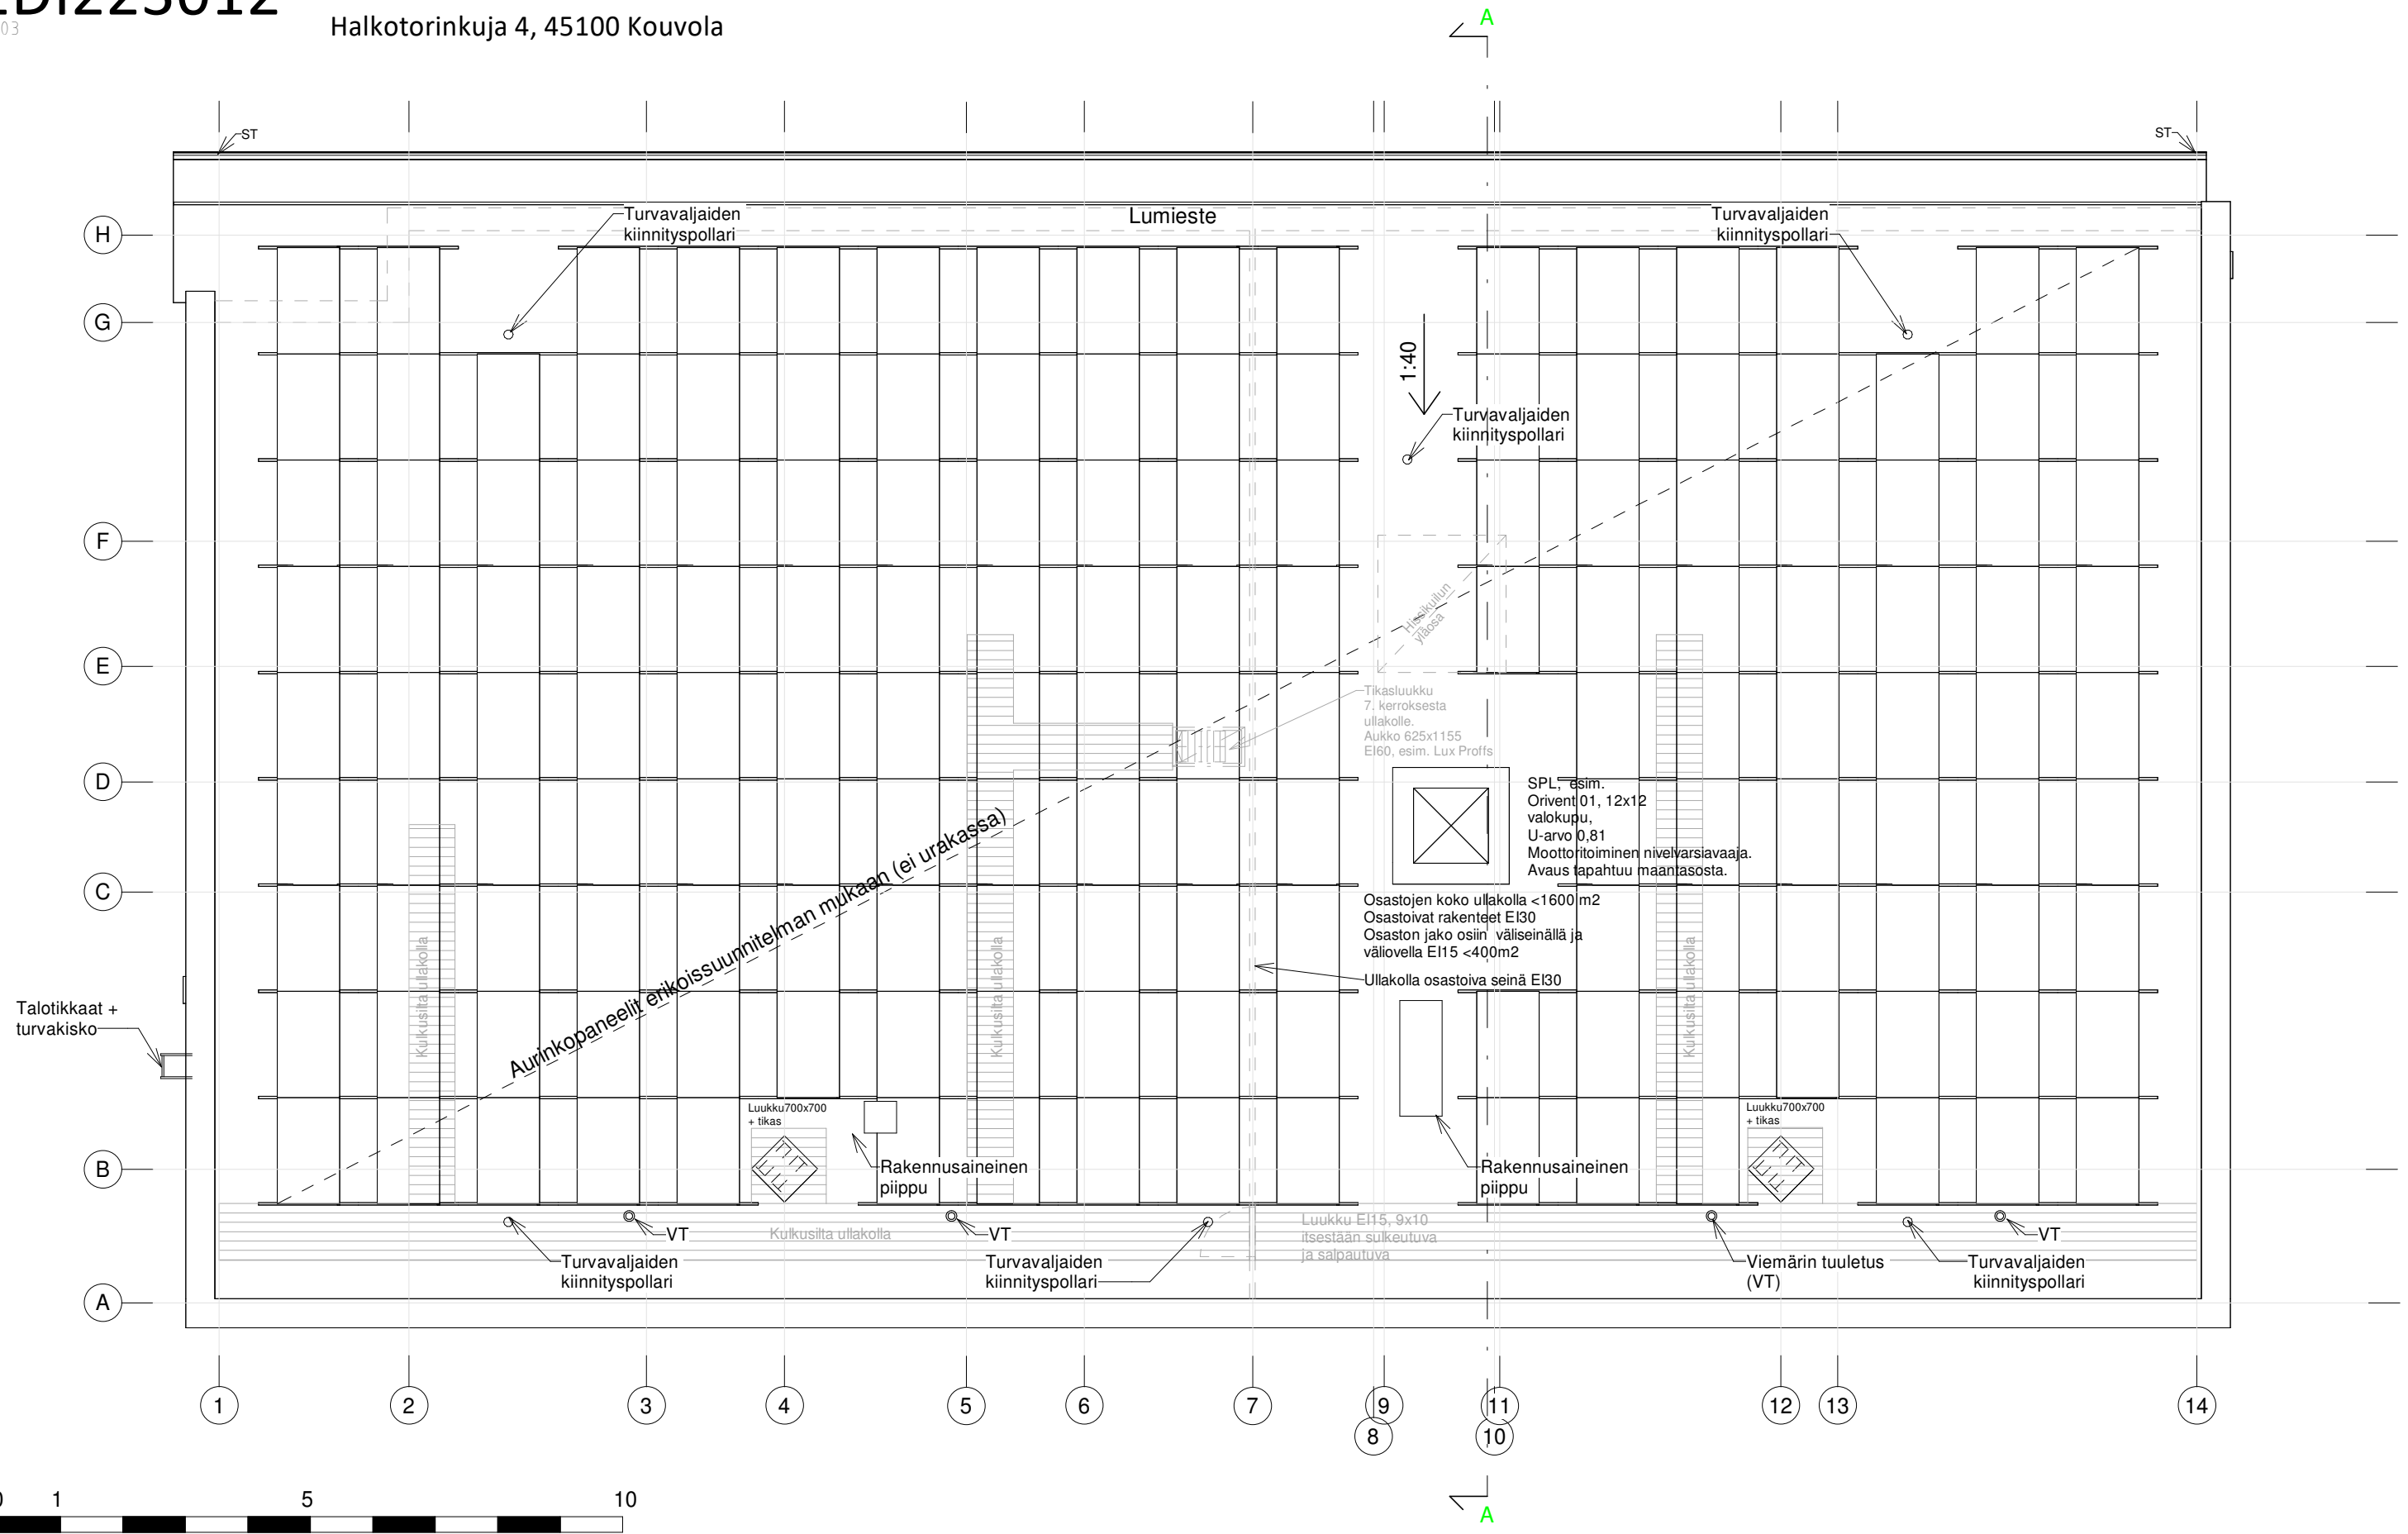 Halkotorinkuja 4, 45100 Kouvola
03
A
ST
ST
Turvavaljaiden
kiinnityspollari
Lumieste
Turvavaljaiden
kiinnityspollari
H
G
1:40
Turvavaljaiden
kiinnityspollari
F
Hissikuilun
yläosa
E
Tikasluukku
7. kerroksesta
ullakolle.
Aukko 625x1155
EI60, esim. Lux Proffs
D
SPL, esim.
Orivent 01, 12x12
valokupu,
U-arvo 0,81
Moottoritoiminen nivelvarsiavaaja.
Avaus tapahtuu maantasosta.
Aurinkopaneelit erikoissuunnitelman mukaan (ei urakassa)
C
Osastojen koko ullakolla <1600 m2
Osastoivat rakenteet EI30
Osaston jako osiin väliseinällä ja
väliovella EI15 <400m2
Ullakolla osastoiva seinä EI30
Kulkusilta ullakolla
Kulkusilta ullakolla
Kulkusilta ullakolla
Talotikkaat +
turvakisko
Luukku700x700
+ tikas
Luukku700x700
+ tikas
B
Rakennusaineinen
piippu
Rakennusaineinen
piippu
VT
Kulkusilta ullakolla
VT
Luukku EI15, 9x10
itsestään sulkeutuva
ja salpautuva
VT
Turvavaljaiden
kiinnityspollari
Turvavaljaiden
kiinnityspollari
Viemärin tuuletus
(VT)
Turvavaljaiden
kiinnityspollari
A
1
2
3
4
5
6
7
9
11
12
13
14
8
10
0
1
5
10
A